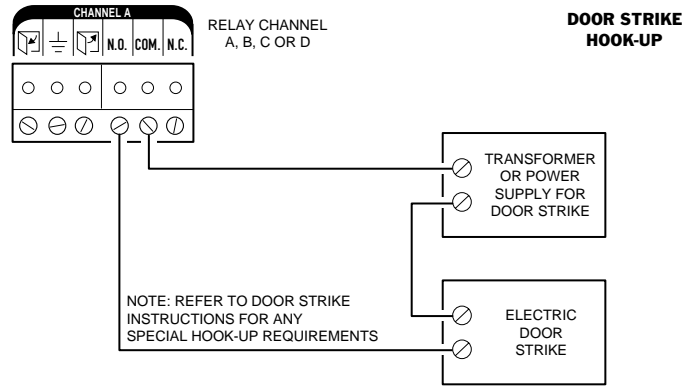 CHANNEL A
N.O. COM. N.C.
RELAY CHANNEL
A, B, C OR D
DOOR STRIKE
HOOK-UP
TRANSFORMER
OR POWER
SUPPLY FOR
DOOR STRIKE
NOTE: REFER TO DOOR STRIKE
INSTRUCTIONS FOR ANY
SPECIAL HOOK-UP REQUIREMENTS
ELECTRIC
DOOR
STRIKE